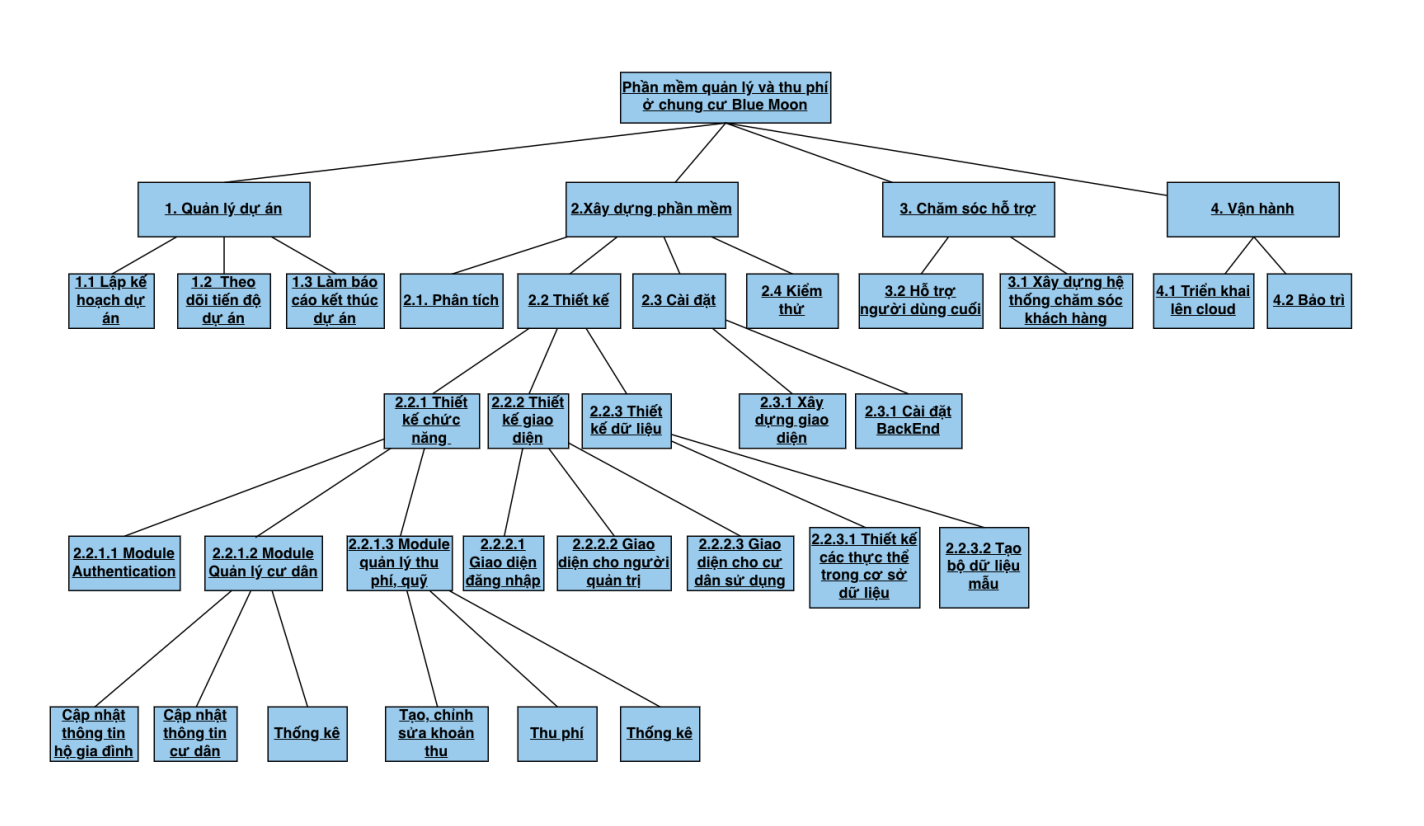 Phần mềm quản lý và thu phí
ở chung cư Blue Moon
1. Quản lý dự án
2.Xây dựng phần mềm
3. Chăm sóc hỗ trợ
4. Vận hành
1.1 Lập kế
hoạch dự
án
1.2 Theo
dõi tiến độ
dự án
1.3 Làm báo
cáo kết thúc
dự án
2.1. Phân tích
2.2 Thiết kế
2.3 Cài đặt
2.4 Kiểm
thử
3.2 Hỗ trợ
người dùng cuối
3.1 Xây dựng hệ
thống chăm sóc
khách hàng
4.1 Triển khai
lên cloud
4.2 Bảo trì
2.2.1 Thiết
kế chức
năng
2.2.2 Thiết
kế giao
diện
2.2.3 Thiết
kế dữ liệu
2.3.1 Xây
dựng giao
diện
2.3.1 Cài đặt
BackEnd
2.2.1.1 Module
Authentication
2.2.1.2 Module
Quản lý cư dân
2.2.1.3 Module
quản lý thu
phí, quỹ
2.2.2.1
Giao diện
đăng nhập
2.2.2.2 Giao
diện cho người
quản trị
2.2.2.3 Giao
diện cho cư
dân sử dụng
2.2.3.1 Thiết kế
các thực thể
trong cơ sở
dữ liệu
2.2.3.2 Tạo
bộ dữ liệu
mẫu
Cập nhật
thông tin
hộ gia đình
Cập nhật
thông tin
cư dân
Thống kê
Tạo, chỉnh
sửa khoản
thu
Thu phí
Thống kê